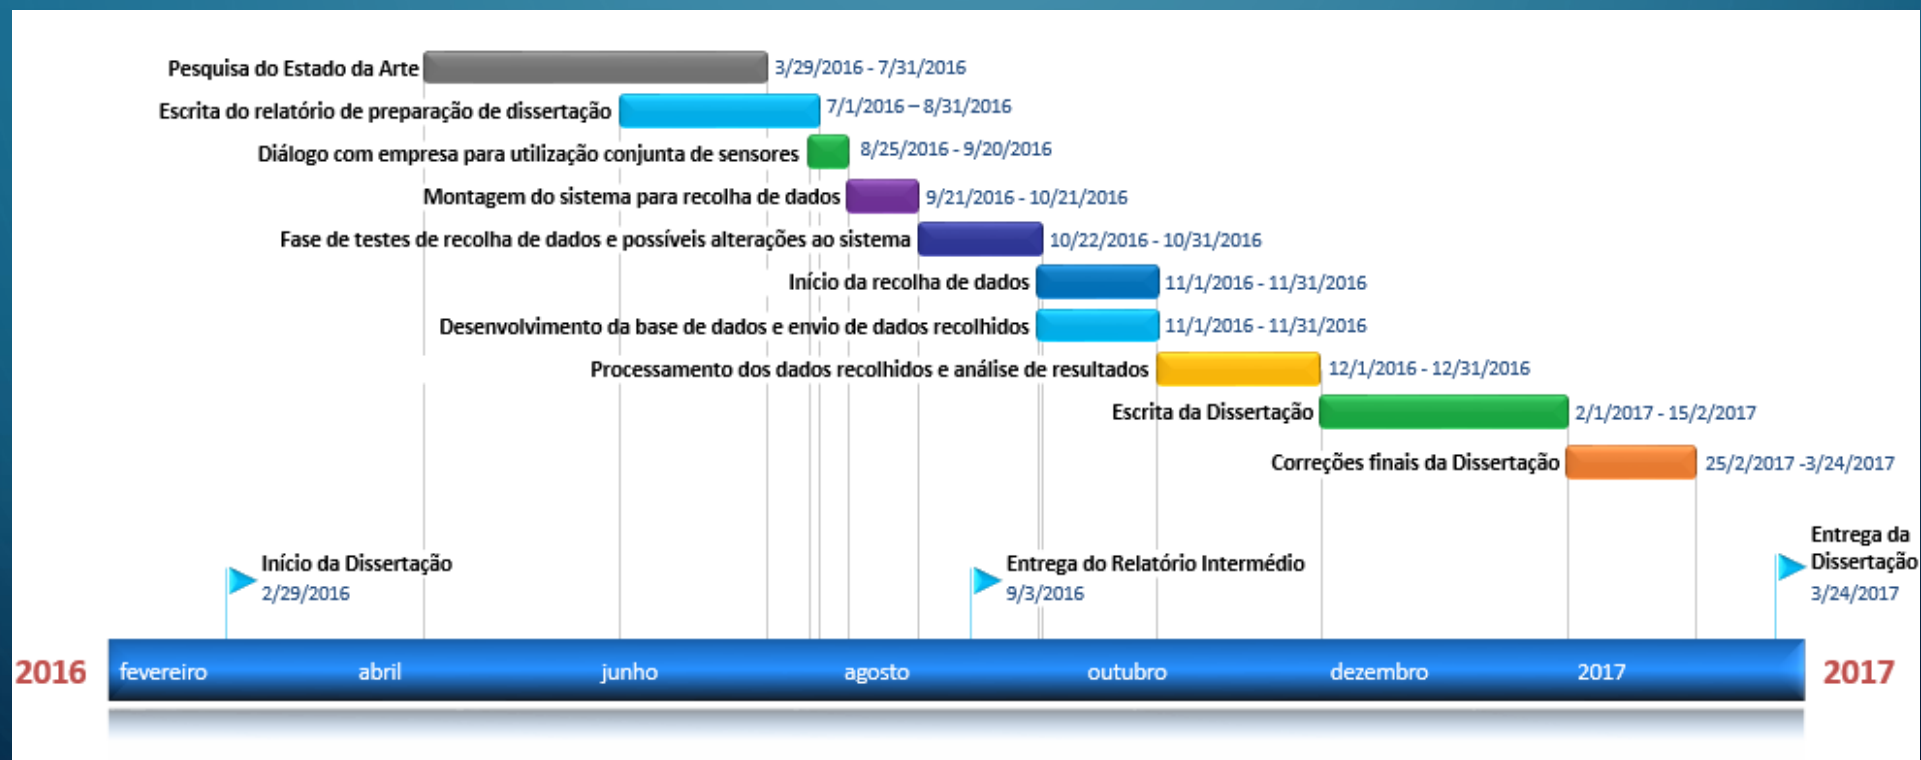 Pesquisa do Estado da Arte 3/29/2016 - 7/31/2016
Escrita do relatório de preparação de dissertação 7/1/2016 – 8/31/2016
Diálogo com empresa para utilização conjunta de sensores 8/25/2016 - 9/20/2016
Montagem do sistema para recolha de dados 9/21/2016 - 10/21/2016
Fase de testes de recolha de dados e possíveis alterações ao sistema 10/22/2016 - 10/31/2016
Início da recolha de dados 11/1/2016 - 11/31/2016
Desenvolvimento da base de dados e envio de dados recolhidos 11/1/2016 - 11/31/2016
Processamento dos dados recolhidos e análise de resultados 12/1/2016 - 12/31/2016
Escrita da Dissertação 2/1/2017 - 15/2/2017
Correções finais da Dissertação 25/2/2017 -3/24/2017
Início da Dissertação
2/29/2016
Entrega do Relatório Intermédio
9/3/2016
Entrega da
Dissertação
3/24/2017
2016 fevereiro abril junho agosto outubro dezembro 2017 2017